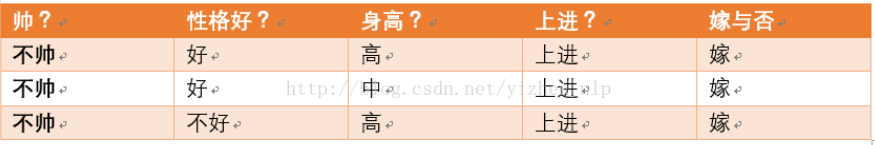 帅？ 性格好？ 身高？ 上进？ 嫁与否
不帅 好 高 上进 嫁
不帅 好 中 上进 嫁
不帅 不好 高 上进 嫁